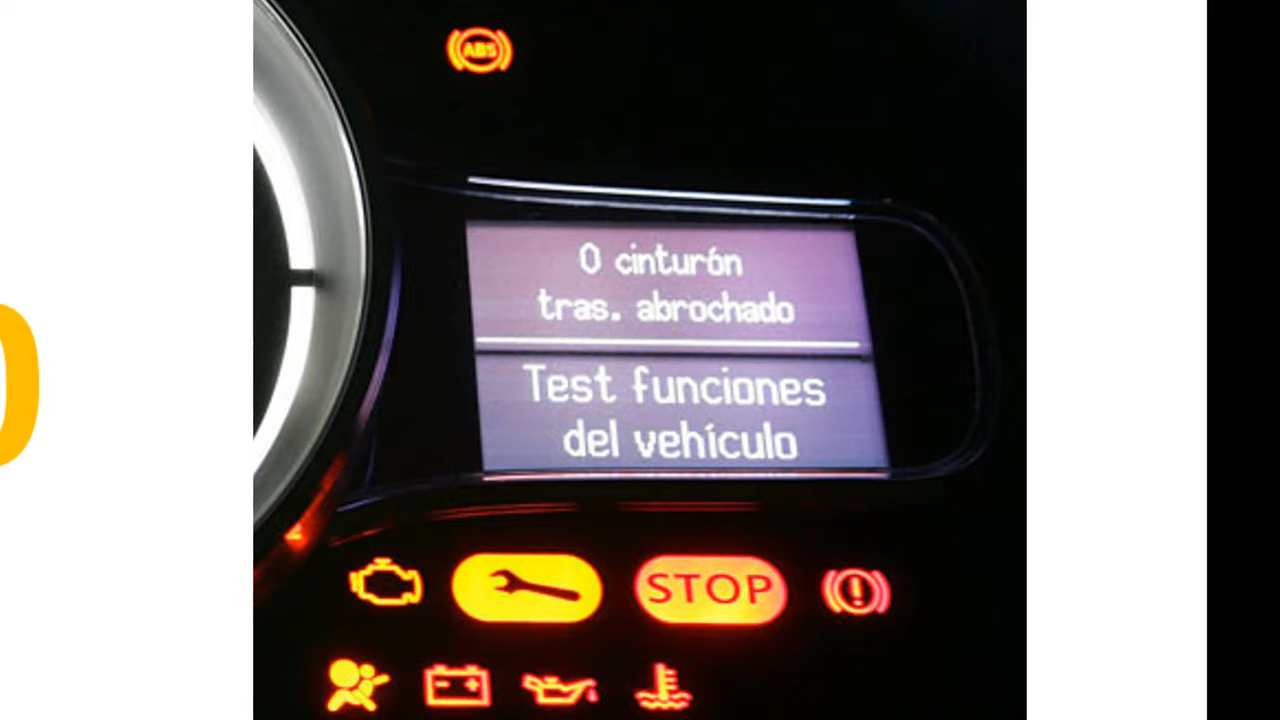 ABS
0 cinturón
tras. abrochado
Test funciones
del vehículo
STOP